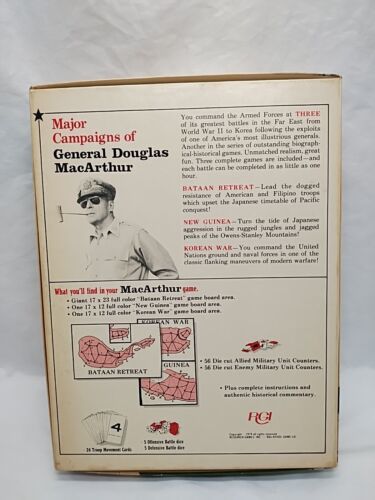 Major
Campaigns of
General Douglas
MacArthur
You command the Armed Forces at THREE
of its greatest battles in the Far East from
World War II to Korea following the exploits
of one of America's most illustrious generals.
Another in the series of outstanding biograph-
ical-historical games. Unmatched realism, great
fun. Three complete games are included—and
each battle can be completed in as little as one
hour.
BATAAN RETREAT—Lead the dogged
resistance of American and Filipino troops
which upset the Japanese timetable of Pacific
conquest!
NEW GUINEA—Turn the tide of Japanese
aggression in the rugged jungles and jagged
peaks of the Owens-Stanley Mountains!
KOREAN WAR—You command the United
Nations ground and naval forces in one of the
classic flanking maneuvers of modern warfare!
What you'll find in your MacArthur game.
• Giant 17 x 23 full color "Bataan Retreat" game board area.
• One 17 x 12 full color "New Guinea" game board area.
• One 17 x 12 full color "Korean War" game board area.
KOREAN WAR
BATAAN RETREAT
GUINEA
• 56 Die cut Allied Military Unit Counters.
• 56 Die cut Enemy Military Unit Counters.
• Plus complete instructions and
authentic historical commentary.
4
26 Troop Movement Cards
5 Offensive Battle dice
5 Defensive Battle dice
RGI
Copyright
all rights reserved
RESEARCH GAMES INC.